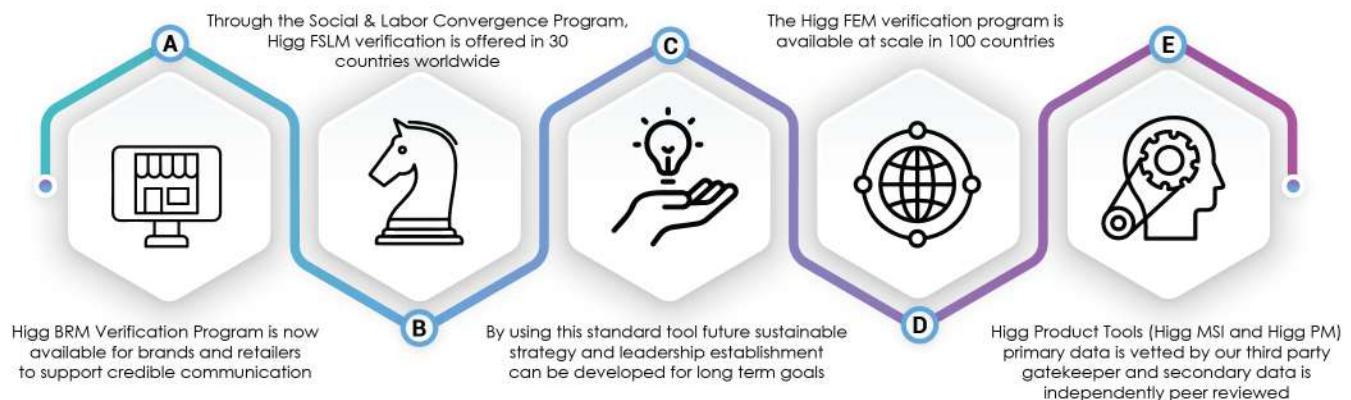 A
Higg BRM Verification Program is now
available for brands and retailers
to support credible communication
Through the Social & Labor Convergence Program,
Higg FSLM verification is offered in 30
countries worldwide
B
C
By using this standard tool future sustainable
strategy and leadership establishment
can be developed for long term goals
The Higg FEM verification program is
available at scale in 100 countries
D
E
Higg Product Tools (Higg MSI and Higg PM)
primary data is vetted by our third party
gatekeeper and secondary data is
independently peer reviewed